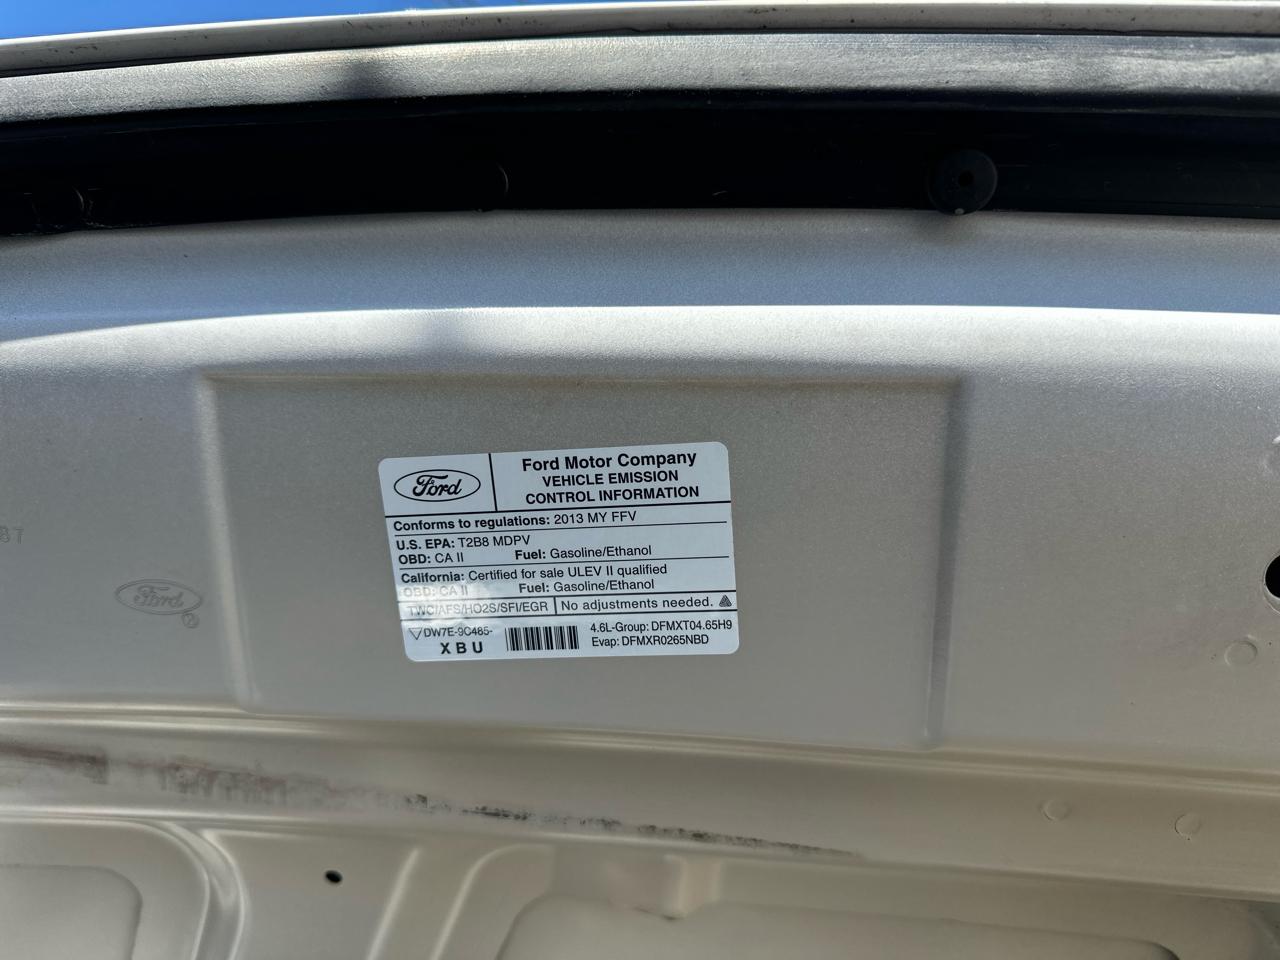 Ford
Ford Motor Company
VEHICLE EMISSION
CONTROL INFORMATION
Conforms to regulations: 2013 MY FFV
U.S. EPA: T2B8 MDPV
OBD: CA II Fuel: Gasoline/Ethanol
California: Certified for sale ULEV II qualified
OBD: CA II Fuel: Gasoline/Ethanol
TWC/AFS/HO2S/SFI/EGR No adjustments needed.
DW7E-9C485-
XBU
4.6L-Group: DFMXT04.65H9
Evap: DFMXR0265NBD
87
Ford